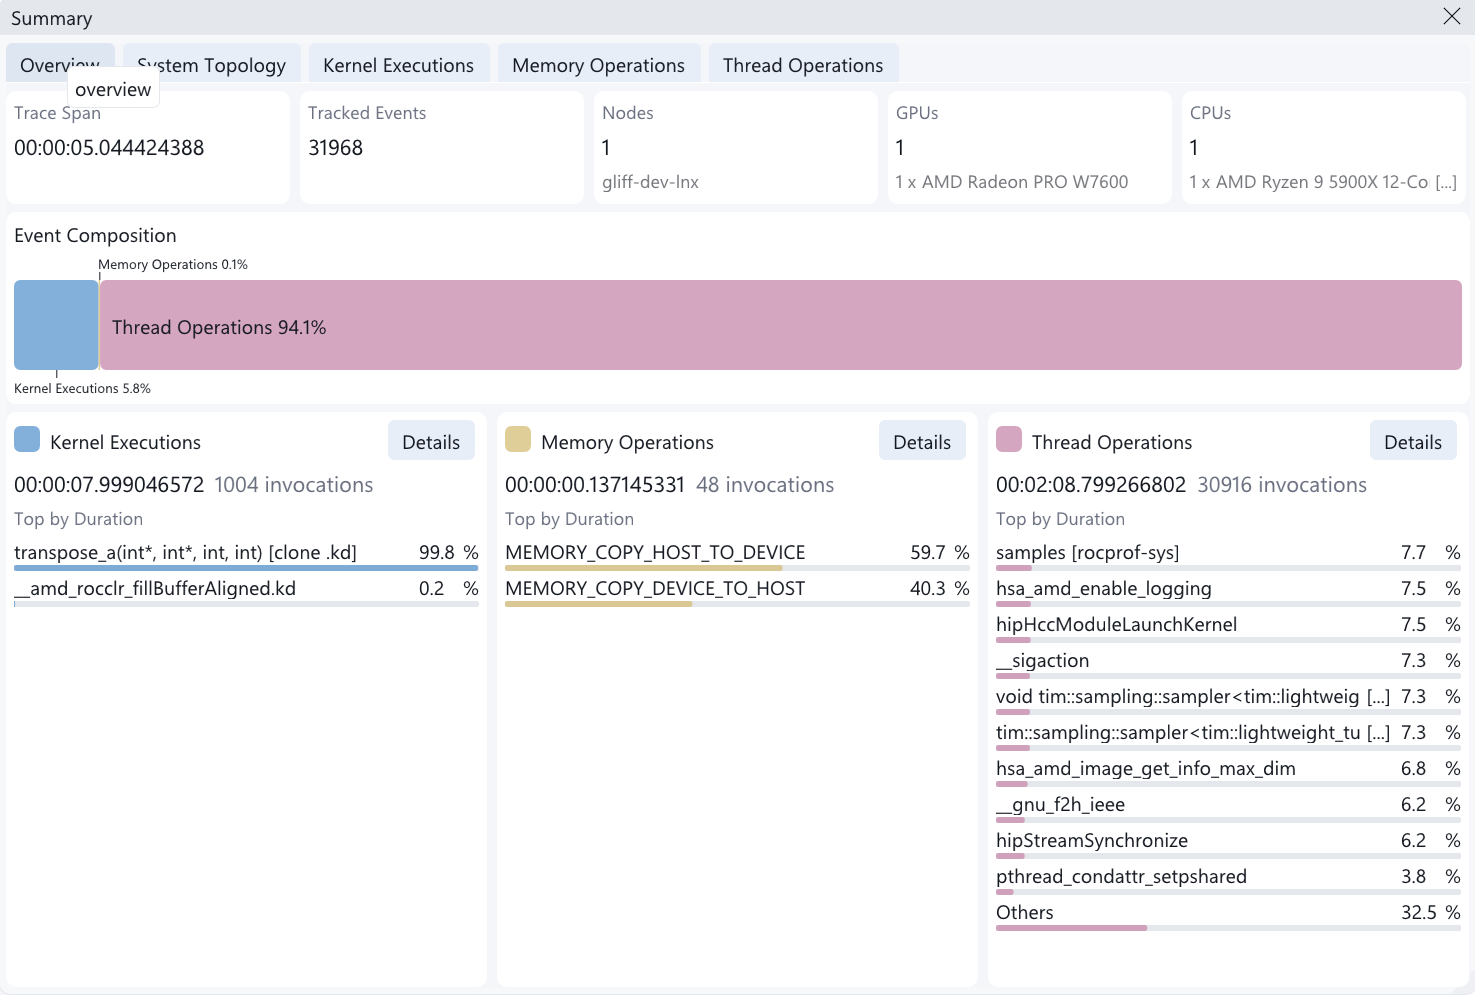 Summary
Overview System Topology Kernel Executions Memory Operations Thread Operations
overview
Trace Span
00:00:05.044424388
Tracked Events
31968
Nodes
1
gliff-dev-lnx
GPUs
1
1 x AMD Radeon PRO W7600
CPUs
1
1 x AMD Ryzen 9 5900X 12-Co [...]
Event Composition
Memory Operations 0.1%
Thread Operations 94.1%
Kernel Executions 5.8%
Kernel Executions Details
00:00:07.999046572 1004 invocations
Top by Duration
transpose_a(int*, int*, int, int) [clone .kd] 99.8 %
__amd_rocclr_fillBufferAligned.kd 0.2 %
Memory Operations Details
00:00:00.137145331 48 invocations
Top by Duration
MEMORY_COPY_HOST_TO_DEVICE 59.7 %
MEMORY_COPY_DEVICE_TO_HOST 40.3 %
Thread Operations Details
00:02:08.799266802 30916 invocations
Top by Duration
samples [rocprof-sys] 7.7 %
hsa_amd_enable_logging 7.5 %
hipHccModuleLaunchKernel 7.5 %
__sigaction 7.3 %
void tim::sampling::sampler<tim::lightweig [...] 7.3 %
tim::sampling::sampler<tim::lightweight_tu [...] 7.3 %
hsa_amd_image_get_info_max_dim 6.8 %
__gnu_f2h_ieee 6.2 %
hipStreamSynchronize 6.2 %
pthread_condattr_setpshared 3.8 %
Others 32.5 %